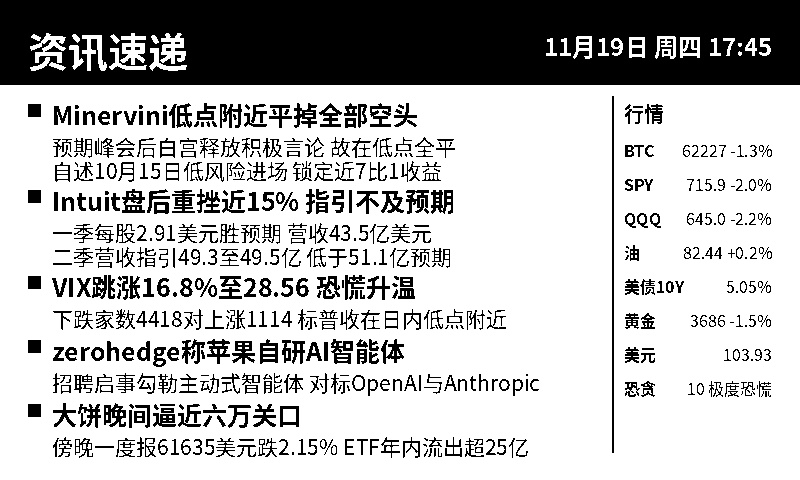 资讯速递
11月19日 周四 17:45
Minervini低点附近平掉全部空头
预期峰会后白宫释放积极言论 故在低点全平
自述10月15日低风险进场 锁定近7比1收益
Intuit盘后重挫近15% 指引不及预期
一季每股2.91美元胜预期 营收43.5亿美元
二季营收指引49.3至49.5亿 低于51.1亿预期
VIX跳涨16.8%至28.56 恐慌升温
下跌家数4418对上涨1114 标普收在日内低点附近
zerohedge称苹果自研AI智能体
招聘启事勾勒主动式智能体 对标OpenAI与Anthropic
大饼晚间逼近六万关口
傍晚一度报61635美元跌2.15% ETF年内流出超25亿
行情
BTC 62227 -1.3%
SPY 715.9 -2.0%
QQQ 645.0 -2.2%
油 82.44 +0.2%
美债10Y 5.05%
黄金 3686 -1.5%
美元 103.93
恐贪 10 极度恐慌